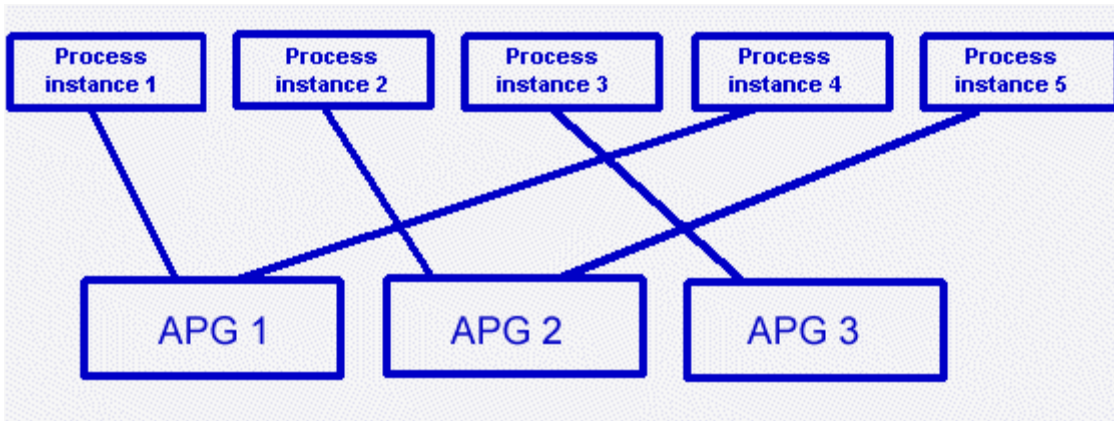 Process
instance 1
Process
instance 2
Process
instance 3
Process
instance 4
Process
instance 5
APG 1
APG 2
APG 3